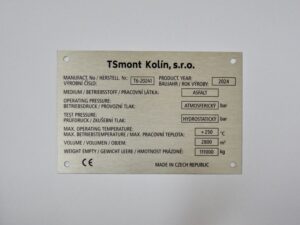 TSmont Kolín, s.r.o.
MANUFACT. No / HERSTELL. Nr. T6-20241 PRODUCT. YEAR 2024
VÝROBNÍ ČÍSLO: BAUJAHR / ROK VÝROBY:
MEDIUM / BETRIEBSSTOFF / PRACOVNÍ LÁTKA: ASFALT
OPERATING PRESSURE:
BETRIEBSDRUCK / PROVOZNÍ TLAK: ATMOSFÉRICKÝ bar
TEST PRESSURE:
PRÜFDRUCK / ZKUŠEBNÍ TLAK: HYDROSTATICKÝ bar
MAX. OPERATING TEMPERATURE:
MAX. BETRIEBSTEMPERATUR / MAX. PRACOVNÍ TEPLOTA: +250 °C
VOLUME / VOLUMEN / OBJEM: 2800 m³
WEIGHT EMPTY / GEWICHT LEERE / HMOTNOST PRÁZDNÉ: 111000 kg
CE MADE IN CZECH REPUBLIC